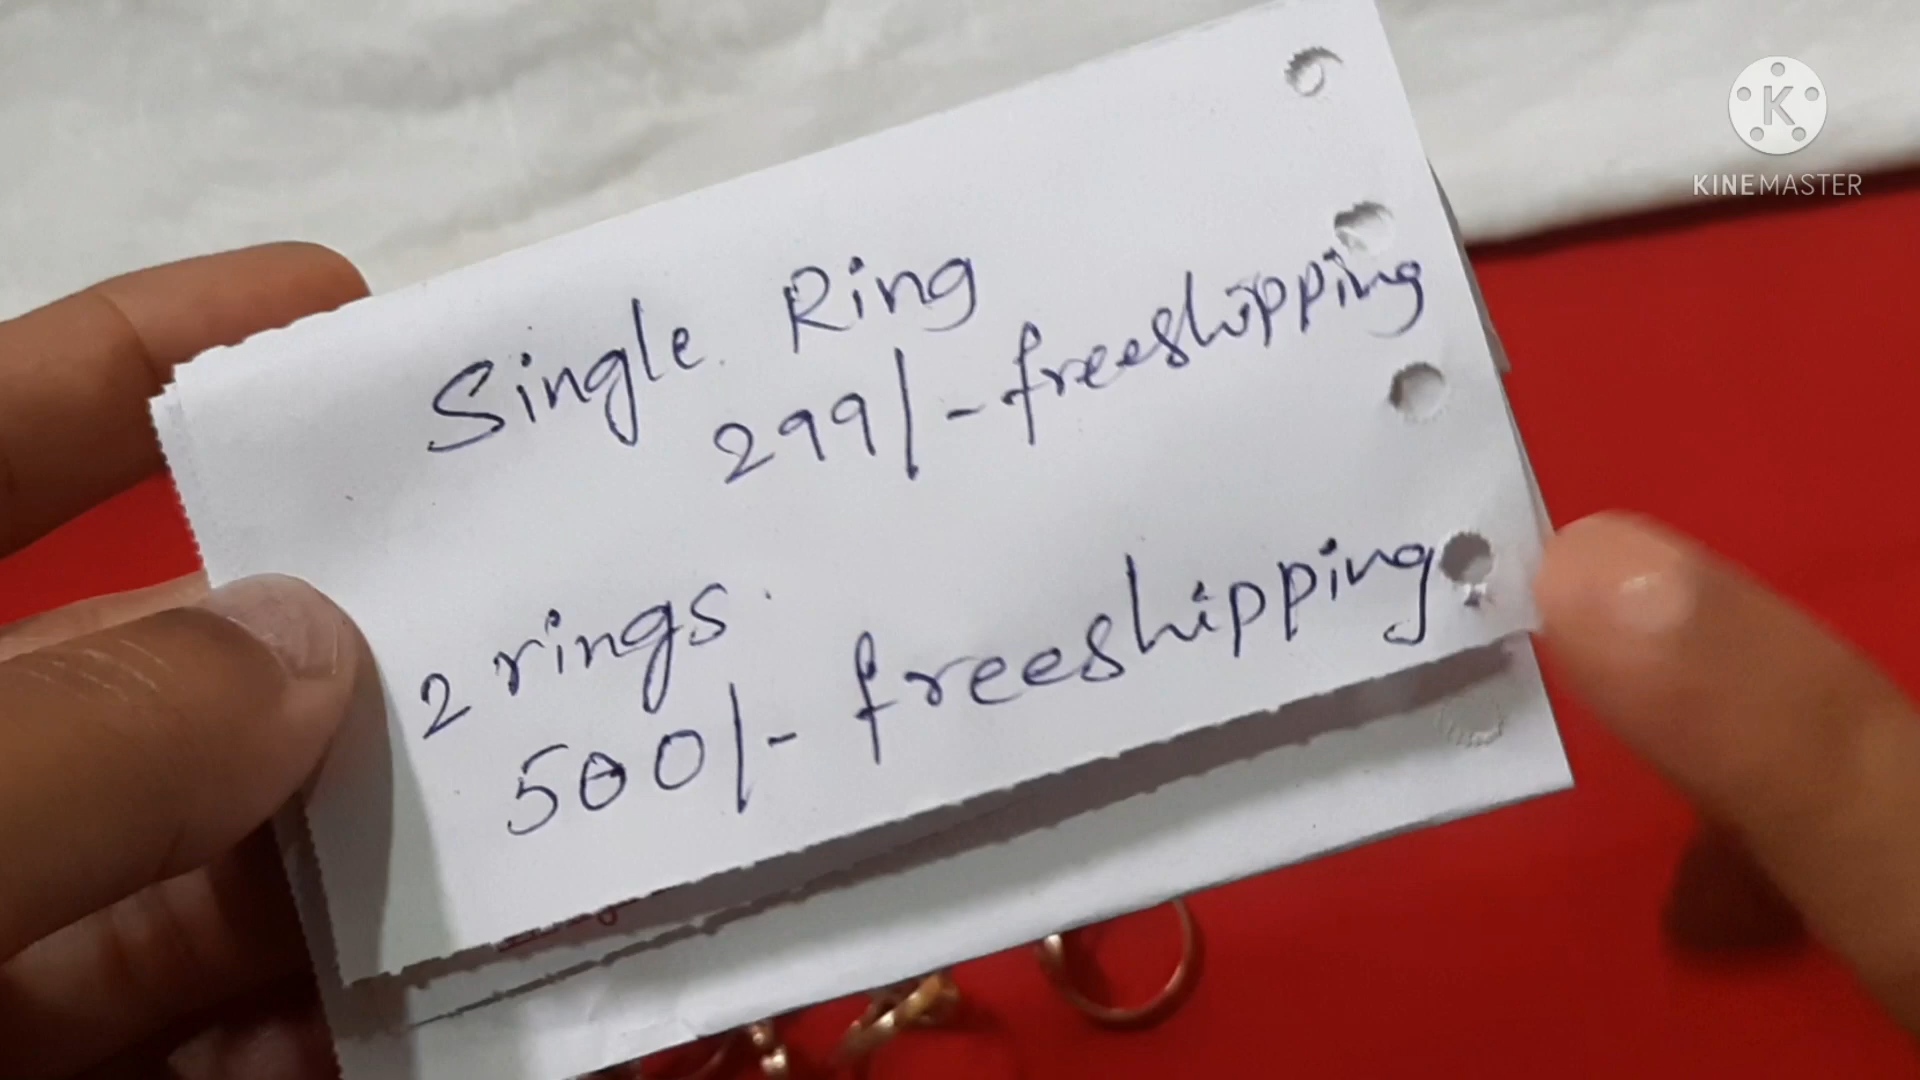 Single Ring
299/- freeshipping
2 rings.
500/- freeshipping
K
KINEMASTER